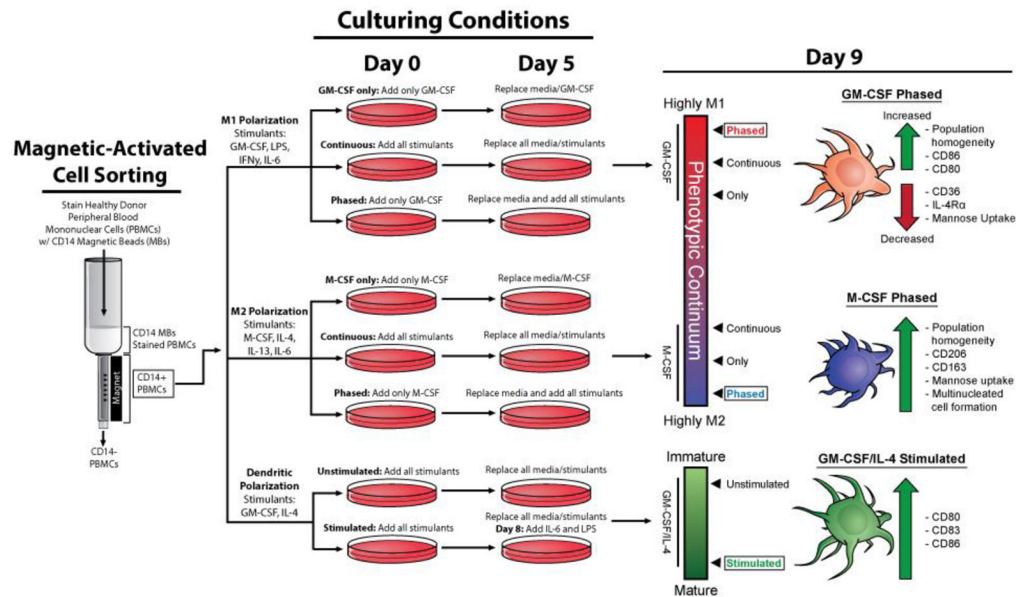 Culturing Conditions
Day 0
Day 5
Day 9
Magnetic-Activated
Cell Sorting
Stain Healthy Donor
Peripheral Blood
Mononuclear Cells (PBMCs)
w/ CD14 Magnetic Beads (MBs)
CD14 MBs
Stained PBMCs
Magnet
CD14+
PBMCs
CD14-
PBMCs
M1 Polarization
Stimulants:
GM-CSF, LPS,
IFNγ, IL-6
GM-CSF only: Add only GM-CSF
Replace media/GM-CSF
Continuous: Add all stimulants
Replace all media/stimulants
Phased: Add only GM-CSF
Replace media and add all stimulants
M2 Polarization
Stimulants:
M-CSF, IL-4,
IL-13, IL-6
M-CSF only: Add only M-CSF
Replace media/M-CSF
Continuous: Add all stimulants
Replace all media/stimulants
Phased: Add only M-CSF
Replace media and add all stimulants
Dendritic
Polarization
Stimulants:
GM-CSF, IL-4
Unstimulated: Add all stimulants
Replace all media/stimulants
Stimulated: Add all stimulants
Replace all media/stimulants
Day 8: Add IL-6 and LPS
Highly M1
GM-CSF
Phenotypic Continuum
Phased
Continuous
Only
M-CSF
Continuous
Only
Phased
Highly M2
Immature
GM-CSF/IL-4
Unstimulated
Stimulated
Mature
GM-CSF Phased
Increased
- Population
homogeneity
- CD86
- CD80
- CD36
- IL-4Rα
- Mannose Uptake
Decreased
M-CSF Phased
- Population
homogeneity
- CD206
- CD163
- Mannose uptake
- Multinucleated
cell formation
GM-CSF/IL-4 Stimulated
- CD80
- CD83
- CD86